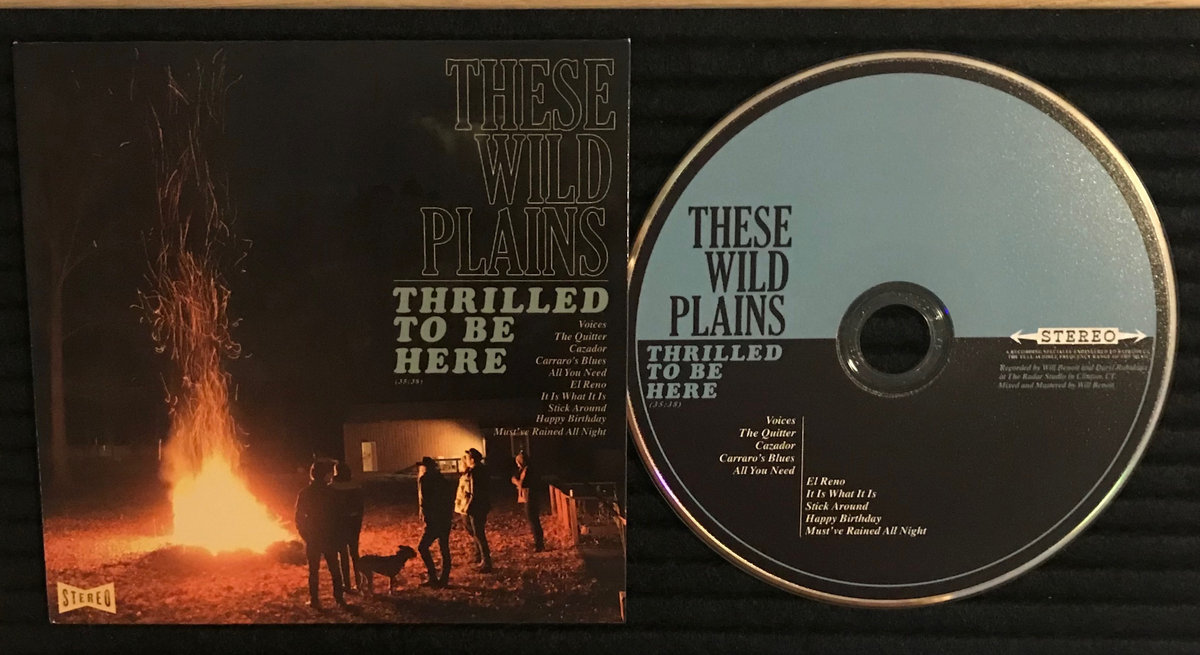 THESE
WILD
PLAINS
THRILLED
TO BE
HERE
(35:38)
Voices
The Quitter
Cazador
Carraro's Blues
All You Need
El Reno
It Is What It Is
Stick Around
Happy Birthday
Must've Rained All Night
STEREO
THESE
WILD
PLAINS
THRILLED
TO BE
HERE
(35:38)
STEREO
Recorded by Will Benoit and
at The Radar Studio in Clinton, CT
Mixed and Mastered by Will Benoit
Voices
The Quitter
Cazador
Carraro's Blues
All You Need
El Reno
It Is What It Is
Stick Around
Happy Birthday
Must've Rained All Night